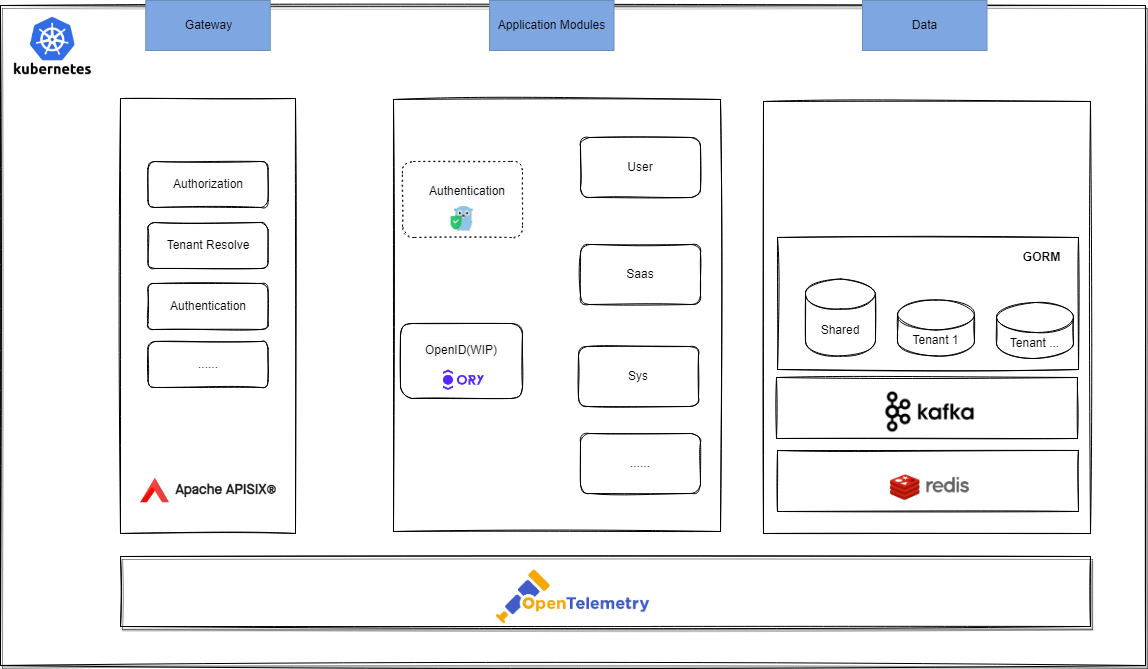 kubernetes
Gateway
Application Modules
Data
Authorization
Tenant Resolve
Authentication
......
Apache APISIX®
Authentication
OpenID(WIP)
ORY
User
Saas
Sys
......
GORM
Shared
Tenant 1
Tenant ...
kafka
redis
OpenTelemetry